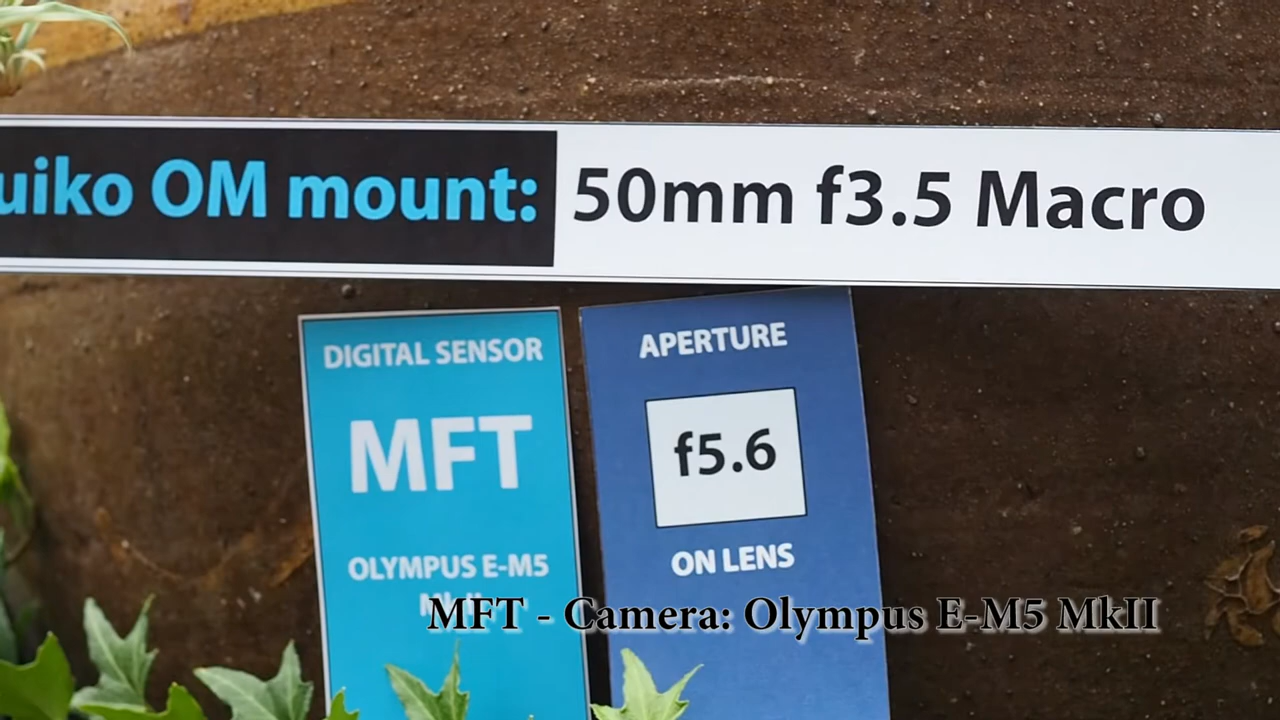 uiko OM mount: 50mm f3.5 Macro
DIGITAL SENSOR
MFT
OLYMPUS E-M5
MkII
APERTURE
f5.6
ON LENS
MFT - Camera: Olympus E-M5 MkII